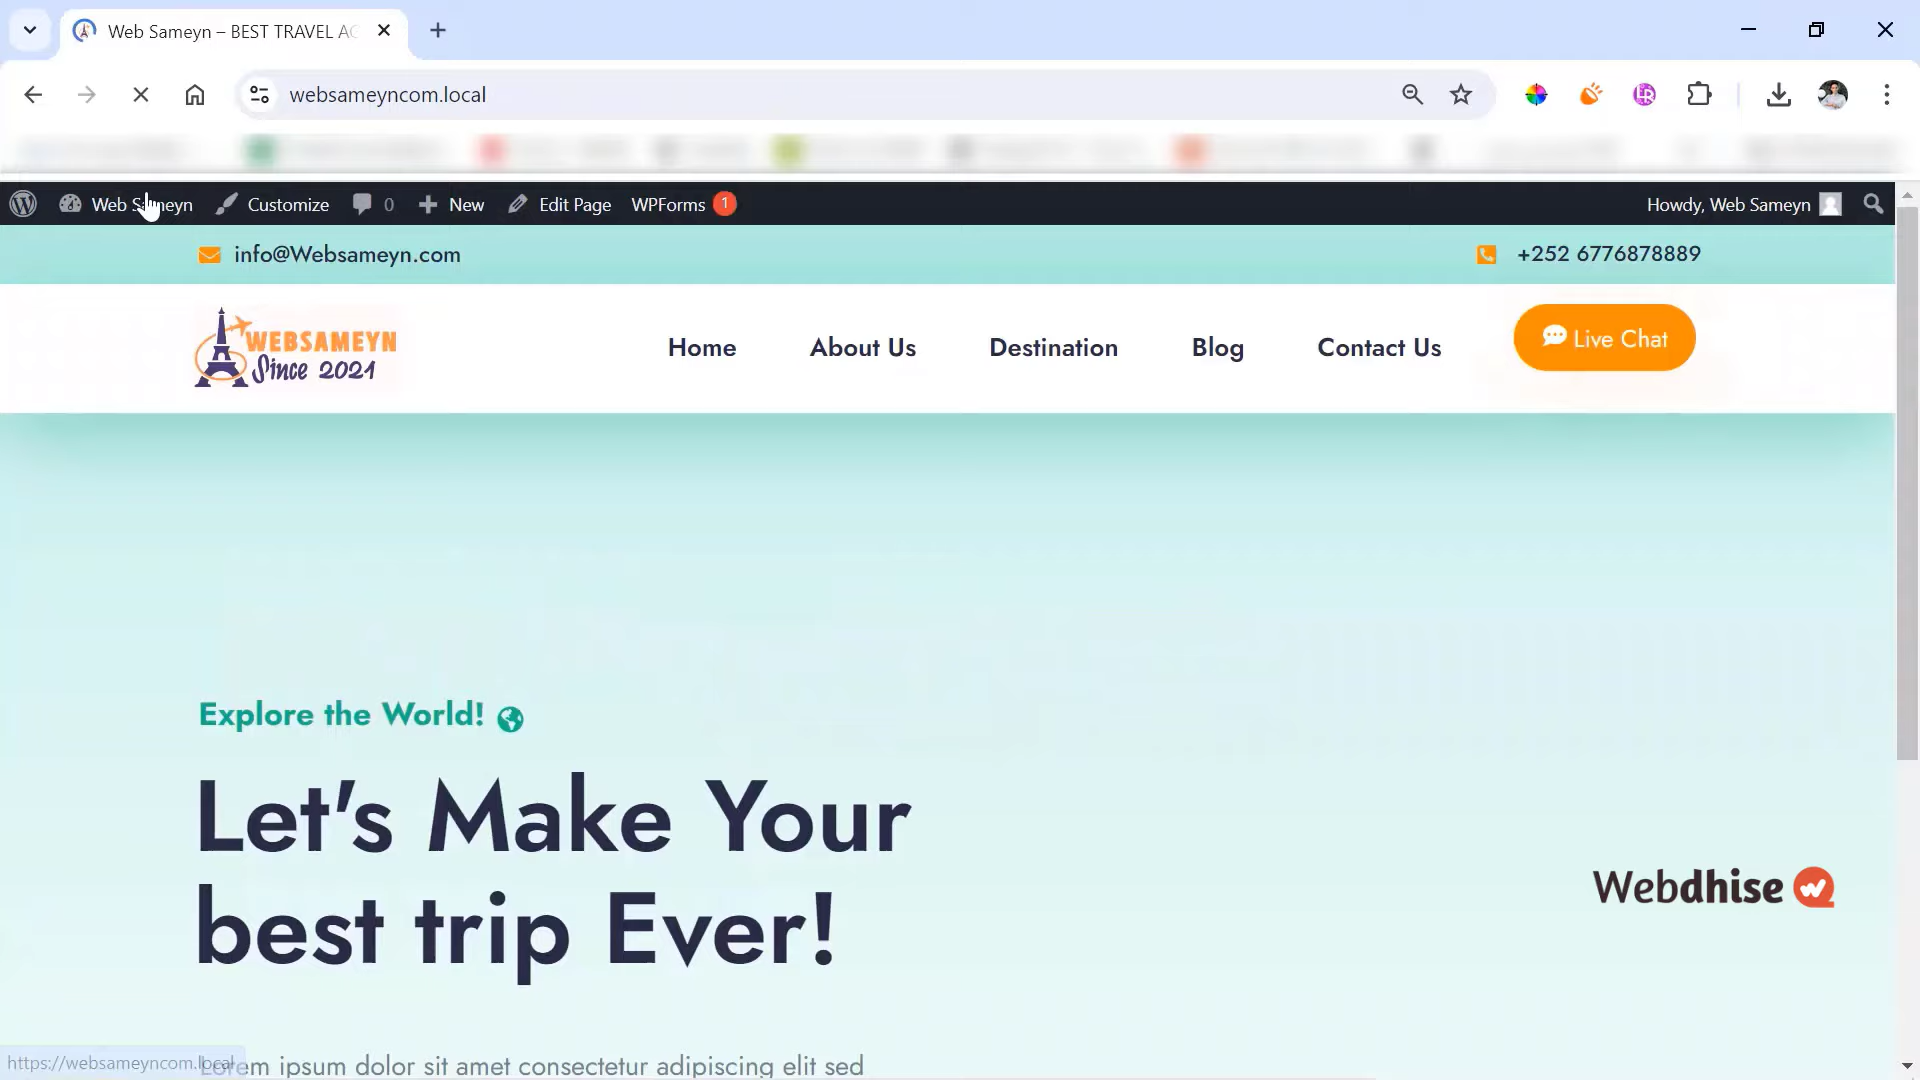 Web Sameyn – BEST TRAVEL AG
websameyncom.local
Web Sameyn Customize 0 New Edit Page WPForms 1 Howdy, Web Sameyn
info@Websameyn.com +252 6776878889
WEBSAMEYN
Since 2021
Home About Us Destination Blog Contact Us Live Chat
Explore the World!
Let's Make Your
best trip Ever!
Webdhise
https://websameyncom.local
Lorem ipsum dolor sit amet consectetur adipiscing elit sed